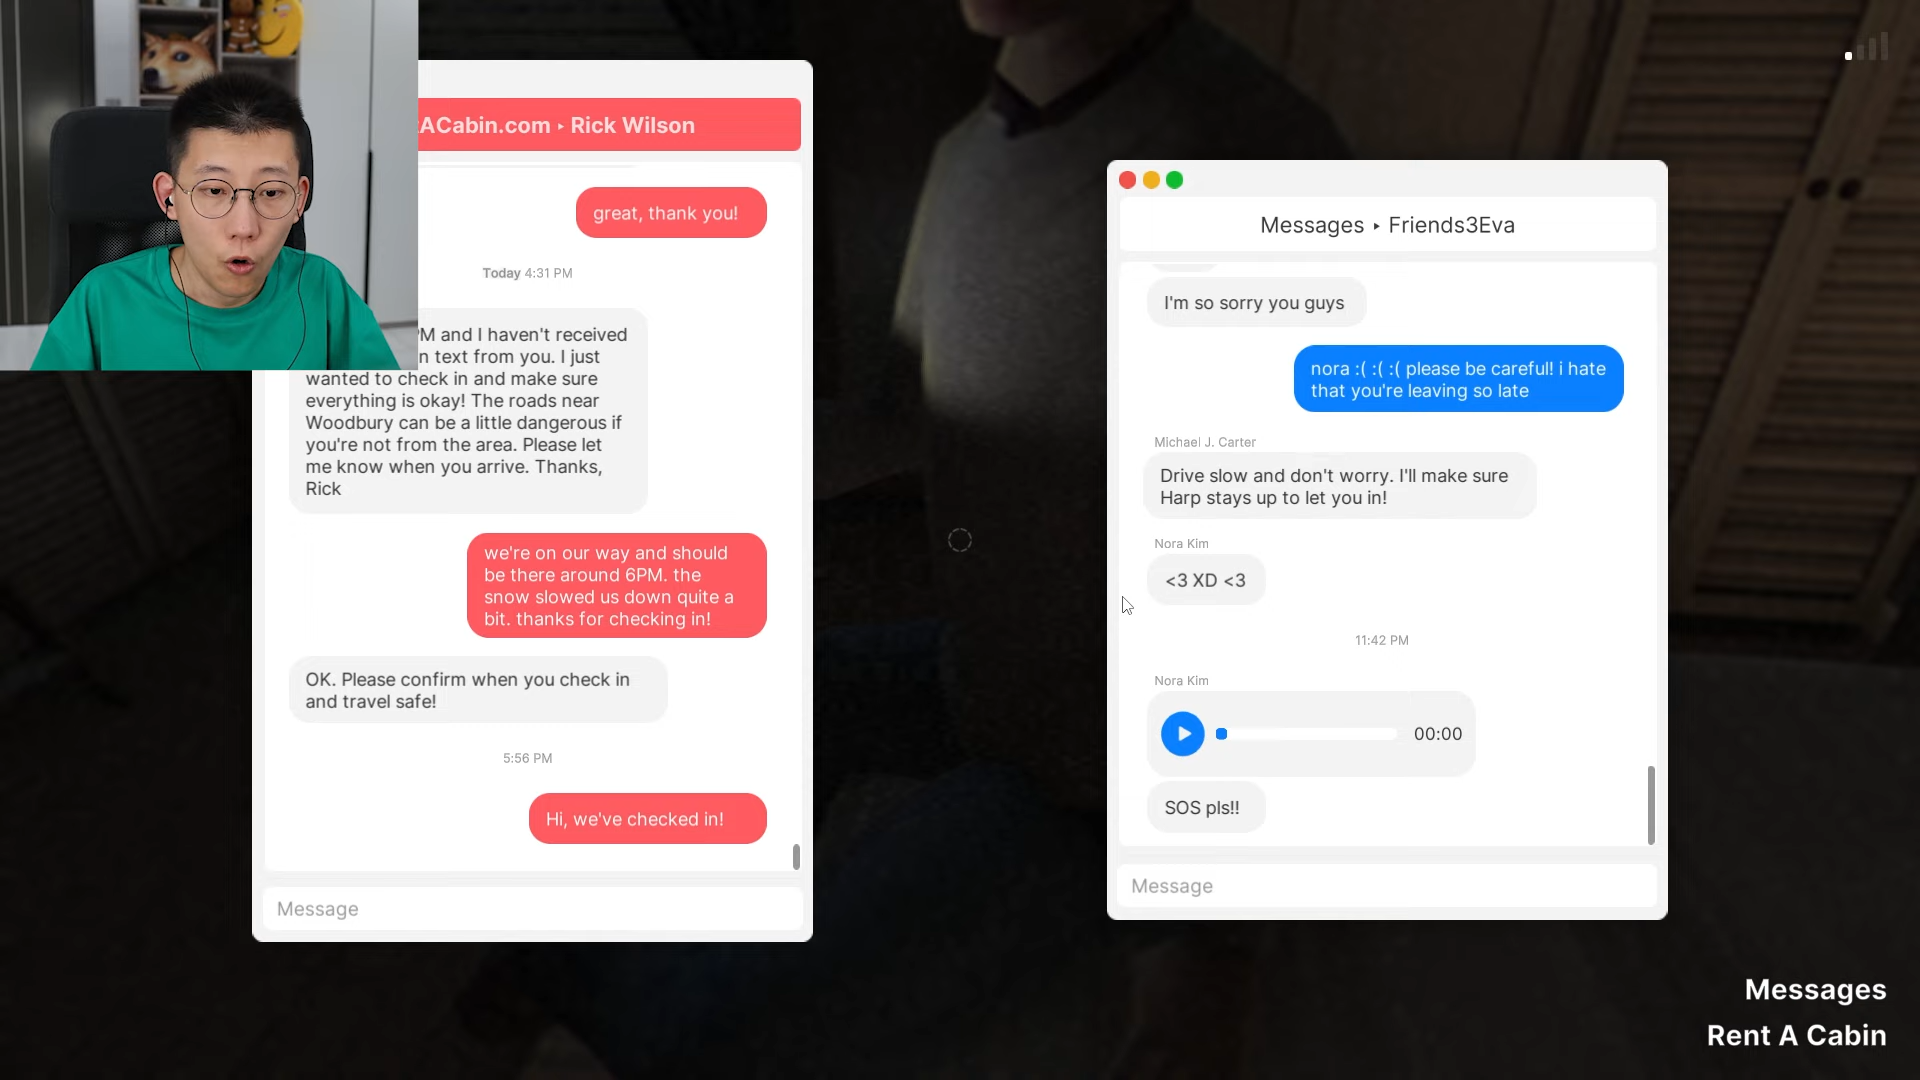 ACabin.com ▸ Rick Wilson
great, thank you!
Today 4:31 PM
PM and I haven't received
text from you. I just
wanted to check in and make sure
everything is okay! The roads near
Woodbury can be a little dangerous if
you're not from the area. Please let
me know when you arrive. Thanks,
Rick
we're on our way and should
be there around 6PM. the
snow slowed us down quite a
bit. thanks for checking in!
OK. Please confirm when you check in
and travel safe!
5:56 PM
Hi, we've checked in!
Message
Messages ▸ Friends3Eva
I'm so sorry you guys
nora :( :( :( please be careful! i hate
that you're leaving so late
Michael J. Carter
Drive slow and don't worry. I'll make sure
Harp stays up to let you in!
Nora Kim
<3 XD <3
11:42 PM
Nora Kim
00:00
SOS pls!!
Message
Messages
Rent A Cabin